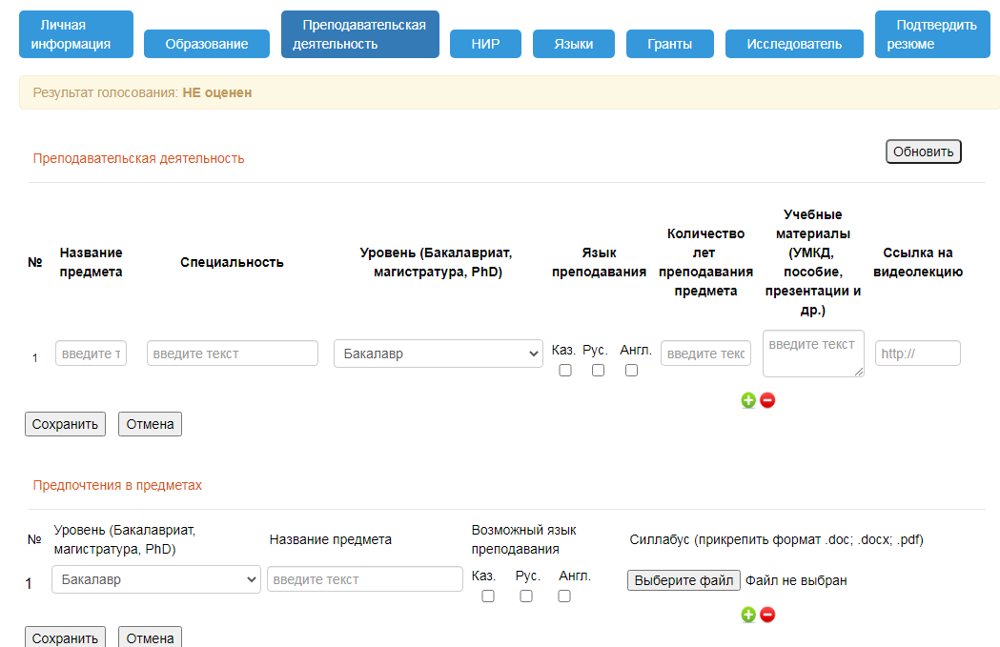 Личная информация
Образование
Преподавательская деятельность
НИР
Языки
Гранты
Исследователь
Подтвердить резюме
Результат голосования: НЕ оценен
Преподавательская деятельность
Обновить
№
Название предмета
Специальность
Уровень (Бакалавриат, магистратура, PhD)
Язык преподавания
Количество лет преподавания предмета
Учебные материалы (УМКД, пособие, презентации и др.)
Ссылка на видеолекцию
1
введите т
введите текст
Бакалавр
Каз. Рус. Англ.
введите текс
введите текст
http://
Сохранить
Отмена
Предпочтения в предметах
№
Уровень (Бакалавриат, магистратура, PhD)
Название предмета
Возможный язык преподавания
Силлабус (прикрепить формат .doc; .docx; .pdf)
1
Бакалавр
введите текст
Каз. Рус. Англ.
Выберите файл
Файл не выбран
Сохранить
Отмена